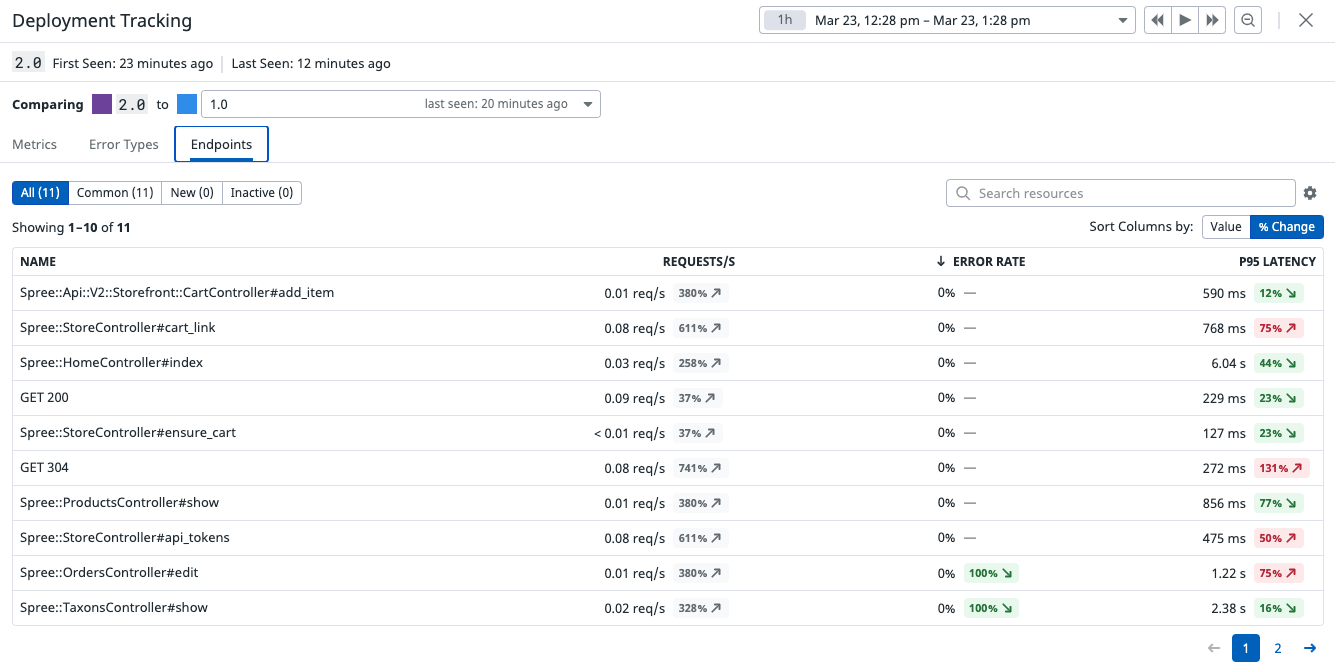 Deployment Tracking 1h Mar 23, 12:28 pm – Mar 23, 1:28 pm
2.0 First Seen: 23 minutes ago Last Seen: 12 minutes ago
Comparing 2.0 to 1.0 last seen: 20 minutes ago
Metrics Error Types Endpoints
All (11) Common (11) New (0) Inactive (0) Search resources
Showing 1–10 of 11 Sort Columns by: Value % Change
NAME REQUESTS/S ↓ ERROR RATE P95 LATENCY
Spree::Api::V2::Storefront::CartController#add_item 0.01 req/s 380% ↗ 0% — 590 ms 12% ↘
Spree::StoreController#cart_link 0.08 req/s 611% ↗ 0% — 768 ms 75% ↗
Spree::HomeController#index 0.03 req/s 258% ↗ 0% — 6.04 s 44% ↘
GET 200 0.09 req/s 37% ↗ 0% — 229 ms 23% ↘
Spree::StoreController#ensure_cart < 0.01 req/s 37% ↗ 0% — 127 ms 23% ↘
GET 304 0.08 req/s 741% ↗ 0% — 272 ms 131% ↗
Spree::ProductsController#show 0.01 req/s 380% ↗ 0% — 856 ms 77% ↘
Spree::StoreController#api_tokens 0.08 req/s 611% ↗ 0% — 475 ms 50% ↗
Spree::OrdersController#edit 0.01 req/s 380% ↗ 0% 100% ↘ 1.22 s 75% ↗
Spree::TaxonsController#show 0.02 req/s 328% ↗ 0% 100% ↘ 2.38 s 16% ↘
← 1 2 →